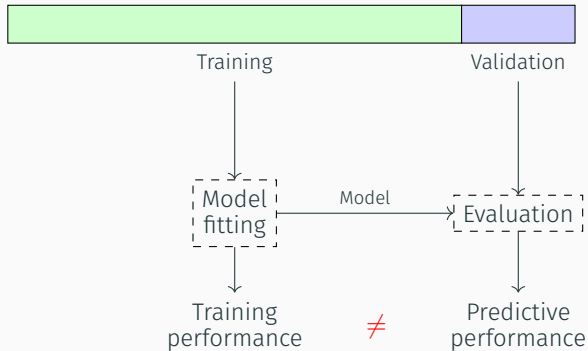 Training
Validation
Model
fitting
Model
Evaluation
Training
performance
≠
Predictive
performance